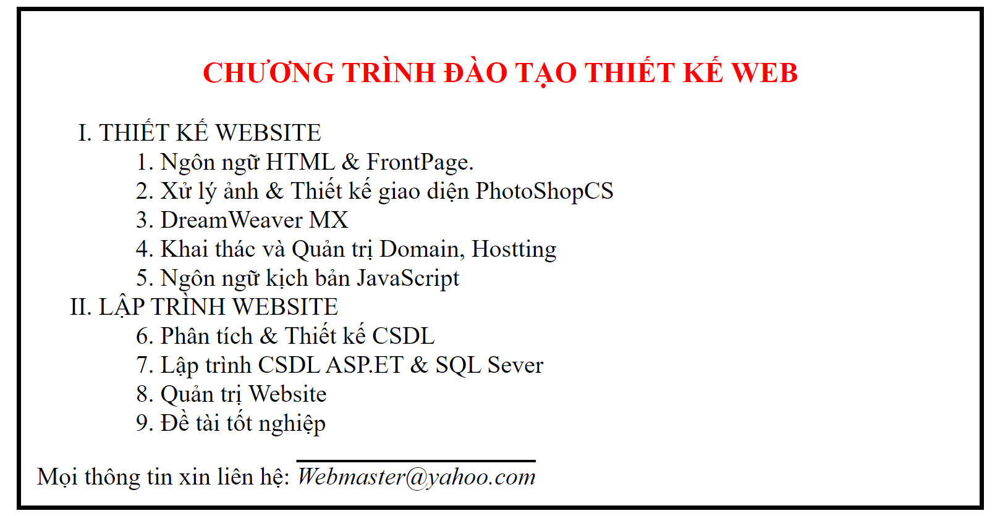 CHƯƠNG TRÌNH ĐÀO TẠO THIẾT KẾ WEB
I. THIẾT KẾ WEBSITE
1. Ngôn ngữ HTML & FrontPage.
2. Xử lý ảnh & Thiết kế giao diện PhotoShopCS
3. DreamWeaver MX
4. Khai thác và Quản trị Domain, Hostting
5. Ngôn ngữ kịch bản JavaScript
II. LẬP TRÌNH WEBSITE
6. Phân tích & Thiết kế CSDL
7. Lập trình CSDL ASP.ET & SQL Sever
8. Quản trị Website
9. Đề tài tốt nghiệp
Mọi thông tin xin liên hệ: Webmaster@yahoo.com